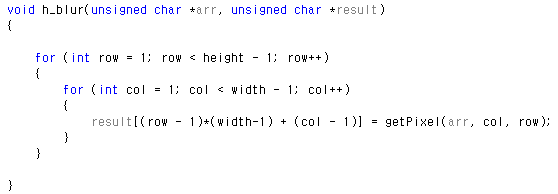 void h_blur(unsigned char *arr, unsigned char *result)
{
for (int row = 1; row < height - 1; row++)
{
for (int col = 1; col < width - 1; col++)
{
result[(row - 1)*(width-1) + (col - 1)] = getPixel(arr, col, row);
}
}
}